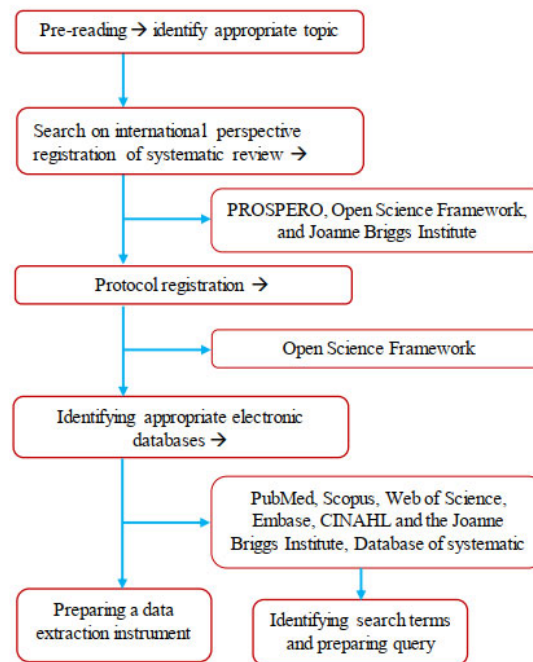 Pre-reading → identify appropriate topic
Search on international perspective
registration of systematic review →
PROSPERO, Open Science Framework,
and Joanne Briggs Institute
Protocol registration →
Open Science Framework
Identifying appropriate electronic
databases →
PubMed, Scopus, Web of Science,
Embase, CINAHL and the Joanne
Briggs Institute, Database of systematic
Preparing a data
extraction instrument
Identifying search terms
and preparing query